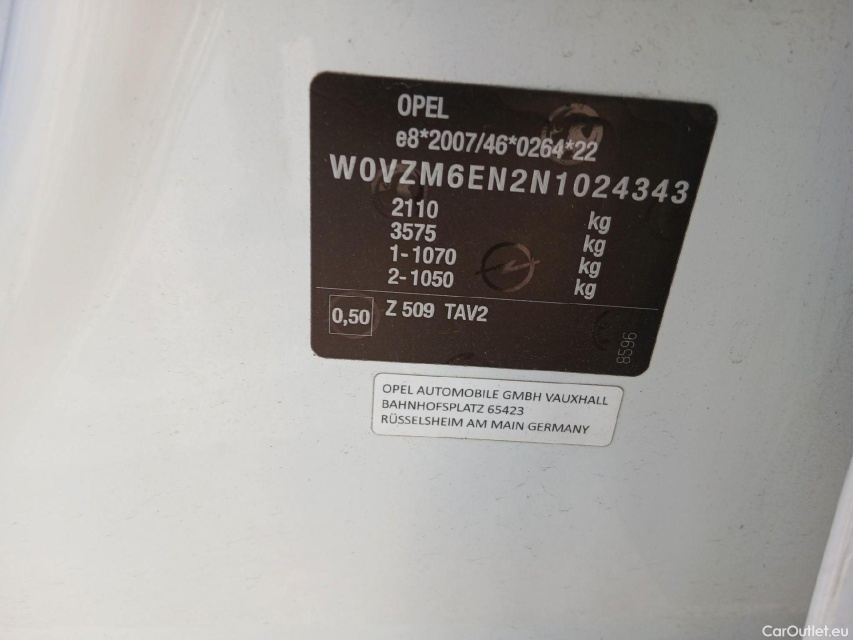 OPEL
e8*2007/46*0264*22
W0VZM6EN2N1024343
2110 kg
3575 kg
1-1070 kg
2-1050 kg
0,50 Z 509 TAV2
8596
OPEL AUTOMOBILE GMBH VAUXHALL
BAHNHOFSPLATZ 65423
RÜSSELSHEIM AM MAIN GERMANY
CarOutlet.eu